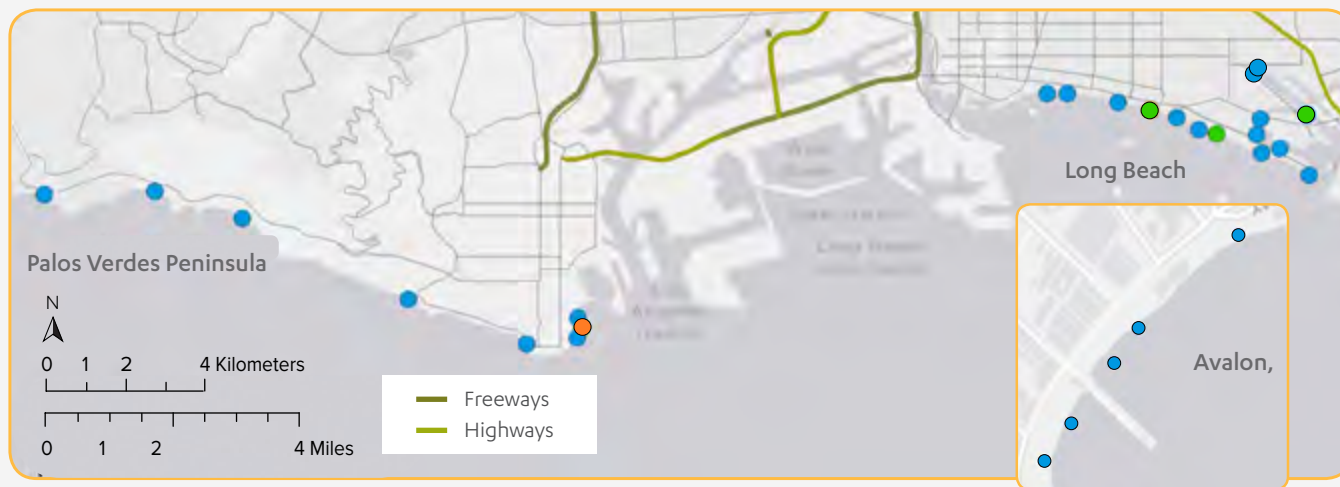 Long Beach
Palos Verdes Peninsula
N
0 1 2 4 Kilometers
0 1 2 4 Miles
Freeways
Highways
Avalon,